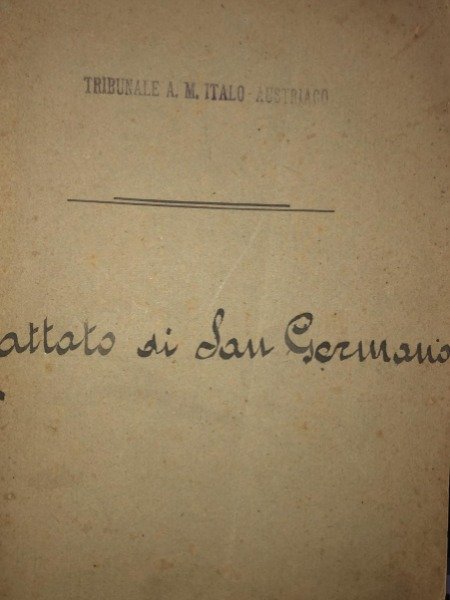 TRIBUNALE A. M. ITALO-AUSTRIACO
attato di San Germano